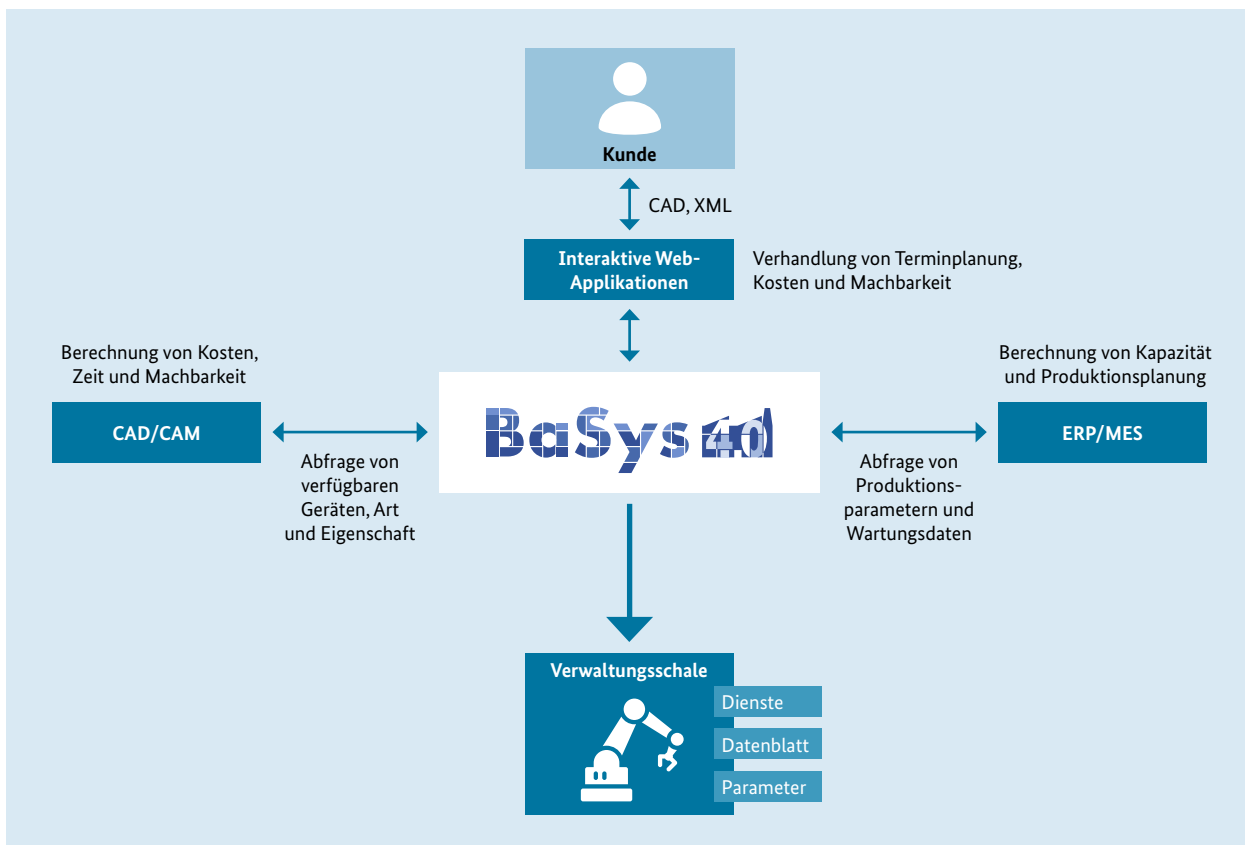 Kunde
CAD, XML
Interaktive Web-
Applikationen
Verhandlung von Terminplanung,
Kosten und Machbarkeit
Berechnung von Kosten,
Zeit und Machbarkeit
CAD/CAM
Abfrage von
verfügbaren
Geräten, Art
und Eigenschaft
BaSys 4.0
Berechnung von Kapazität
und Produktionsplanung
ERP/MES
Abfrage von
Produktions-
parametern und
Wartungsdaten
Verwaltungsschale
Dienste
Datenblatt
Parameter